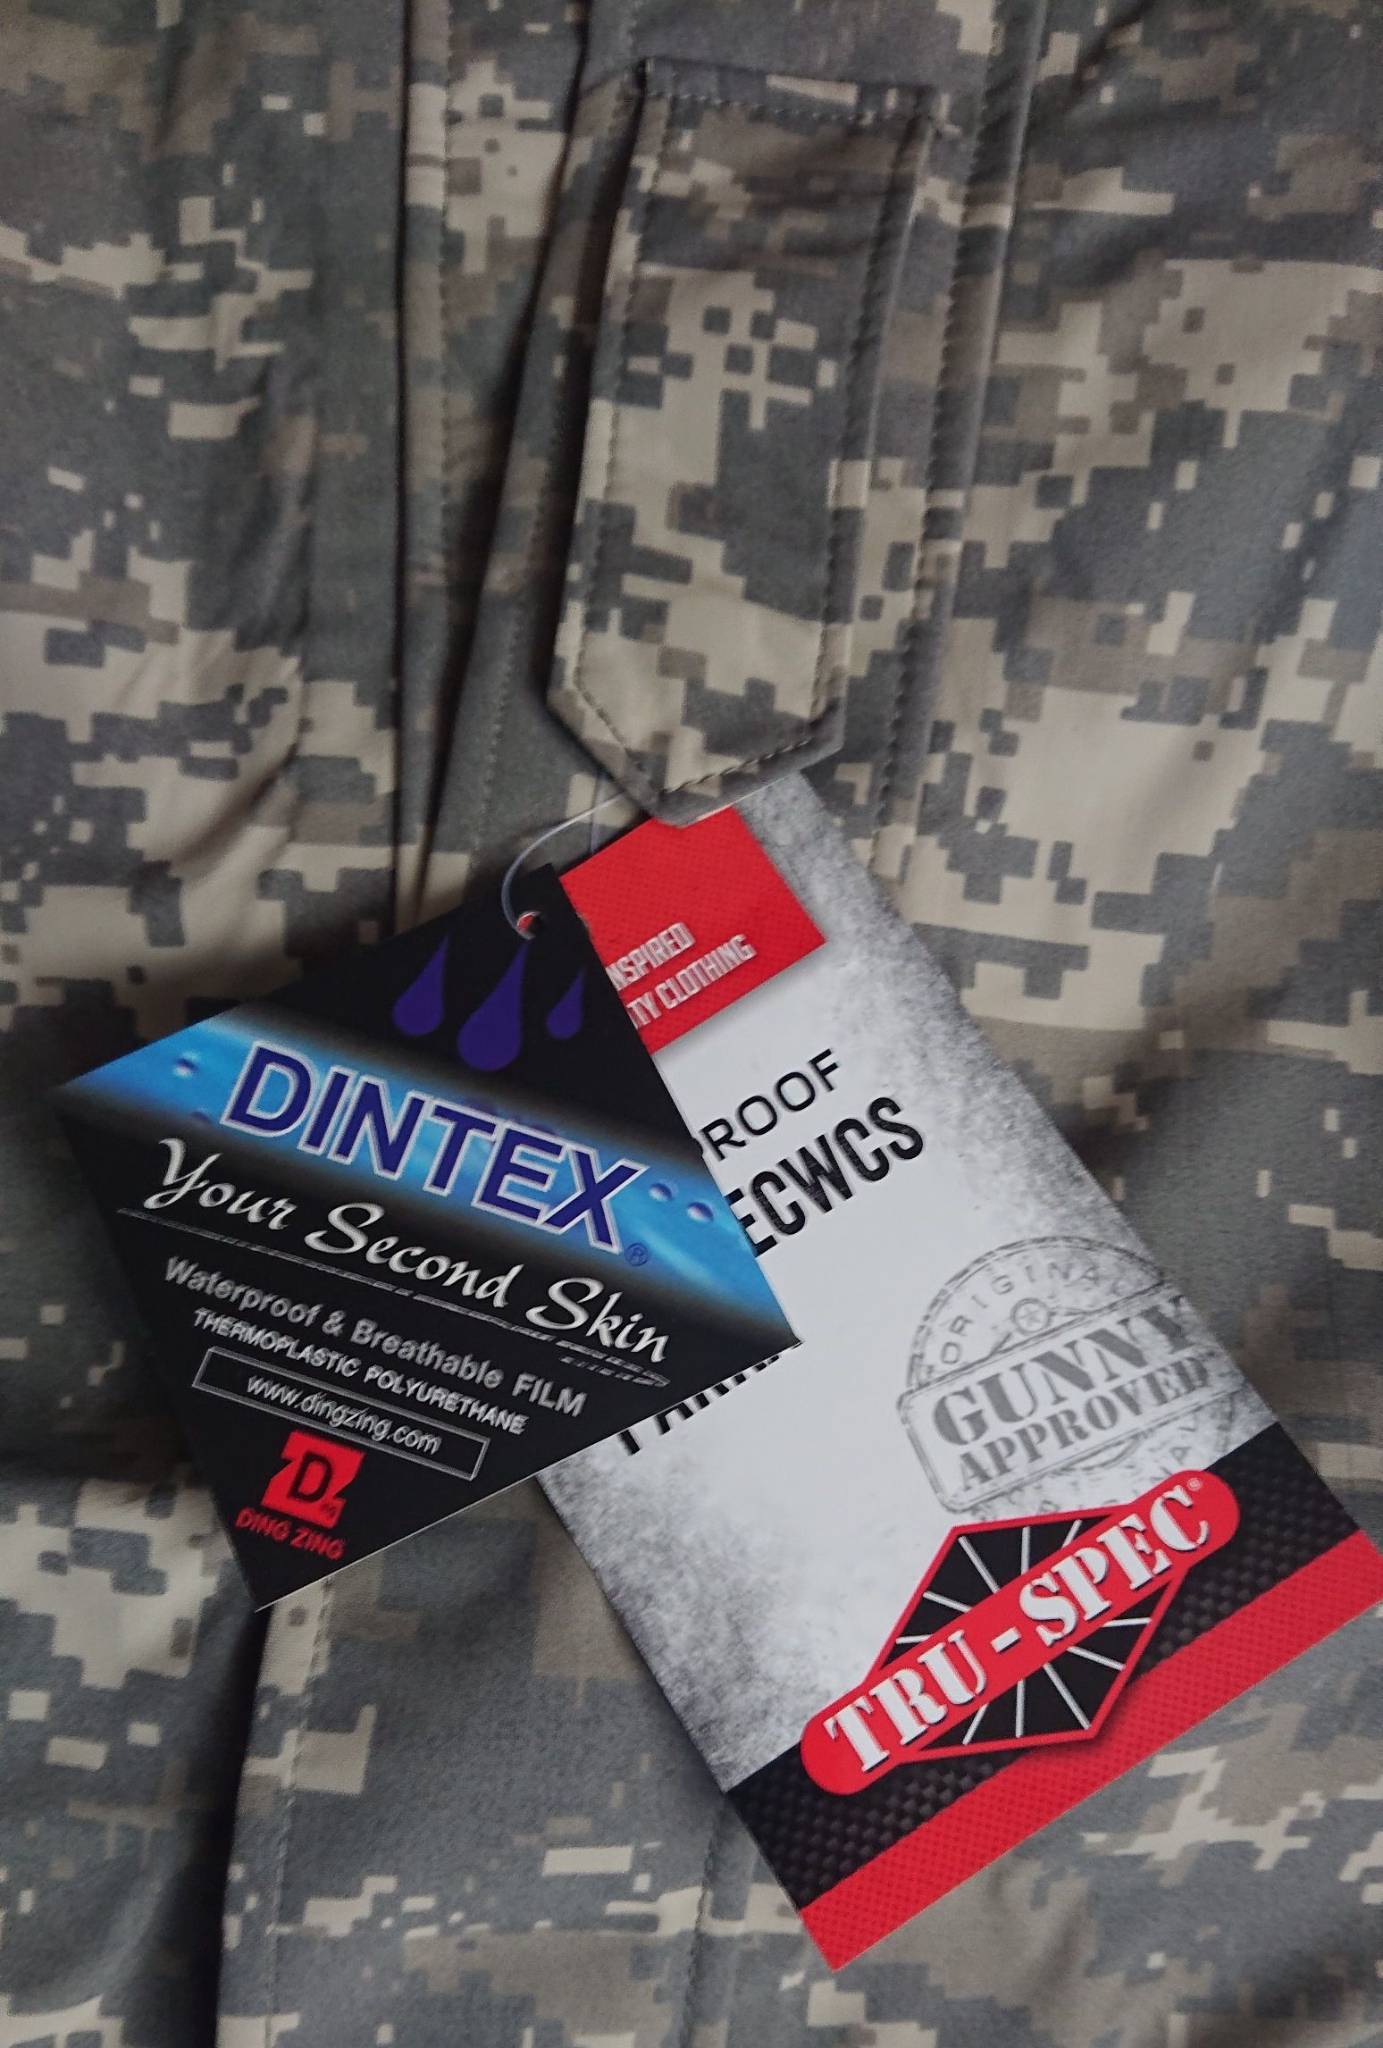 DINTEX®
Your Second Skin
Waterproof & Breathable FILM
THERMOPLASTIC POLYURETHANE
www.dingzing.com
D
DING ZING
NSPIRED
TY CLOTHING
PROOF
ECWCS
ORIGINAL
GUNNY
APPROVED
TRU-SPEC®